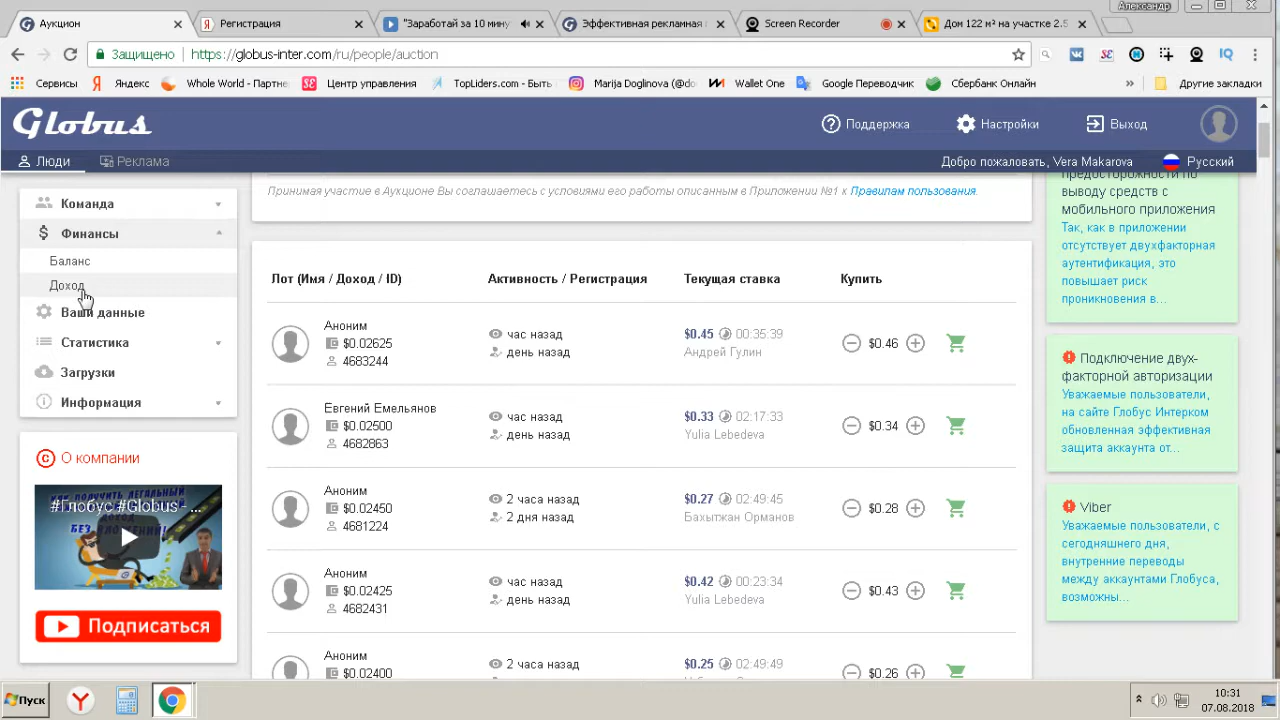 Александр
Аукцион
Регистрация
"Заработай за 10 мину
Эффективная рекламная
Screen Recorder
Дом 122 м² на участке 2.5
Защищено
https://globus-inter.com/ru/people/auction
Сервисы
Яндекс
Whole World - Партне
Центр управления
TopLiders.com - Быть
Marija Doglinova (@do
Wallet One
Google Переводчик
Сбербанк Онлайн
»
Другие закладки
Globus
Поддержка
Настройки
Выход
Люди
Реклама
Добро пожаловать, Vera Makarova
Русский
Команда
Финансы
Баланс
Доход
Ваши данные
Статистика
Загрузки
Информация
О компании
#Глобус #Globus - ...
КАК ПОЛУЧИТЬ ЛЕГАЛЬНЫЙ
ДОХОД
БЕЗ ВЛОЖЕНИЙ!
Подписаться
Принимая участие в Аукционе Вы соглашаетесь с условиями его работы описанным в Приложении №1 к Правилам пользования.
Лот (Имя / Доход / ID) Активность / Регистрация Текущая ставка Купить
Аноним
$0.02625
4683244
час назад
день назад
$0.45 00:35:39
Андрей Гулин
$0.46
Евгений Емельянов
$0.02500
4682863
час назад
день назад
$0.33 02:17:33
Yulia Lebedeva
$0.34
Аноним
$0.02450
4681224
2 часа назад
2 дня назад
$0.27 02:49:45
Бахытжан Орманов
$0.28
Аноним
$0.02425
4682431
час назад
день назад
$0.42 00:23:34
Yulia Lebedeva
$0.43
Аноним
$0.02400
2 часа назад
$0.25 02:49:49
$0.26
предосторожности по
выводу средств с
мобильного приложения
Так, как в приложении
отсутствует двухфакторная
аутентификация, это
повышает риск
проникновения в...
Подключение двух-
факторной авторизации
Уважаемые пользователи,
на сайте Глобус Интерком
обновленная эффективная
защита аккаунта от...
Viber
Уважаемые пользователи, с
сегодняшнего дня,
внутренние переводы
между аккаунтами Глобуса,
возможны...
Пуск
10:31
07.08.2018